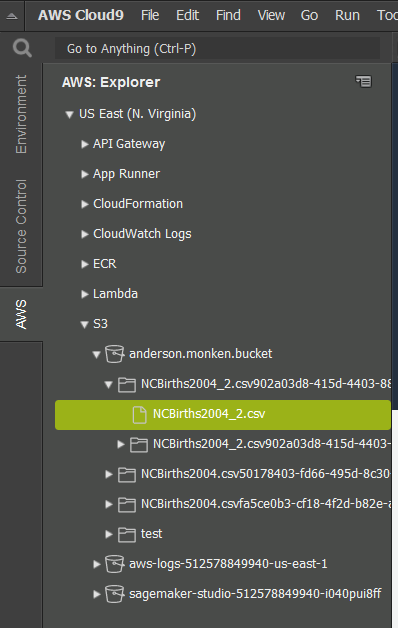 AWS Cloud9 File Edit Find View Go Run
Go to Anything (Ctrl-P)
Environment
Source Control
AWS
AWS: Explorer
US East (N. Virginia)
API Gateway
App Runner
CloudFormation
CloudWatch Logs
ECR
Lambda
S3
anderson.monken.bucket
NCBirths2004_2.csv902a03d8-415d-4403-88
NCBirths2004_2.csv
NCBirths2004_2.csv902a03d8-415d-4403-
NCBirths2004.csv50178403-fd66-495d-8c30-
NCBirths2004.csvfa5ce0b3-cf18-4f2d-b82e-a
test
aws-logs-512578849940-us-east-1
sagemaker-studio-512578849940-i040pui8ff